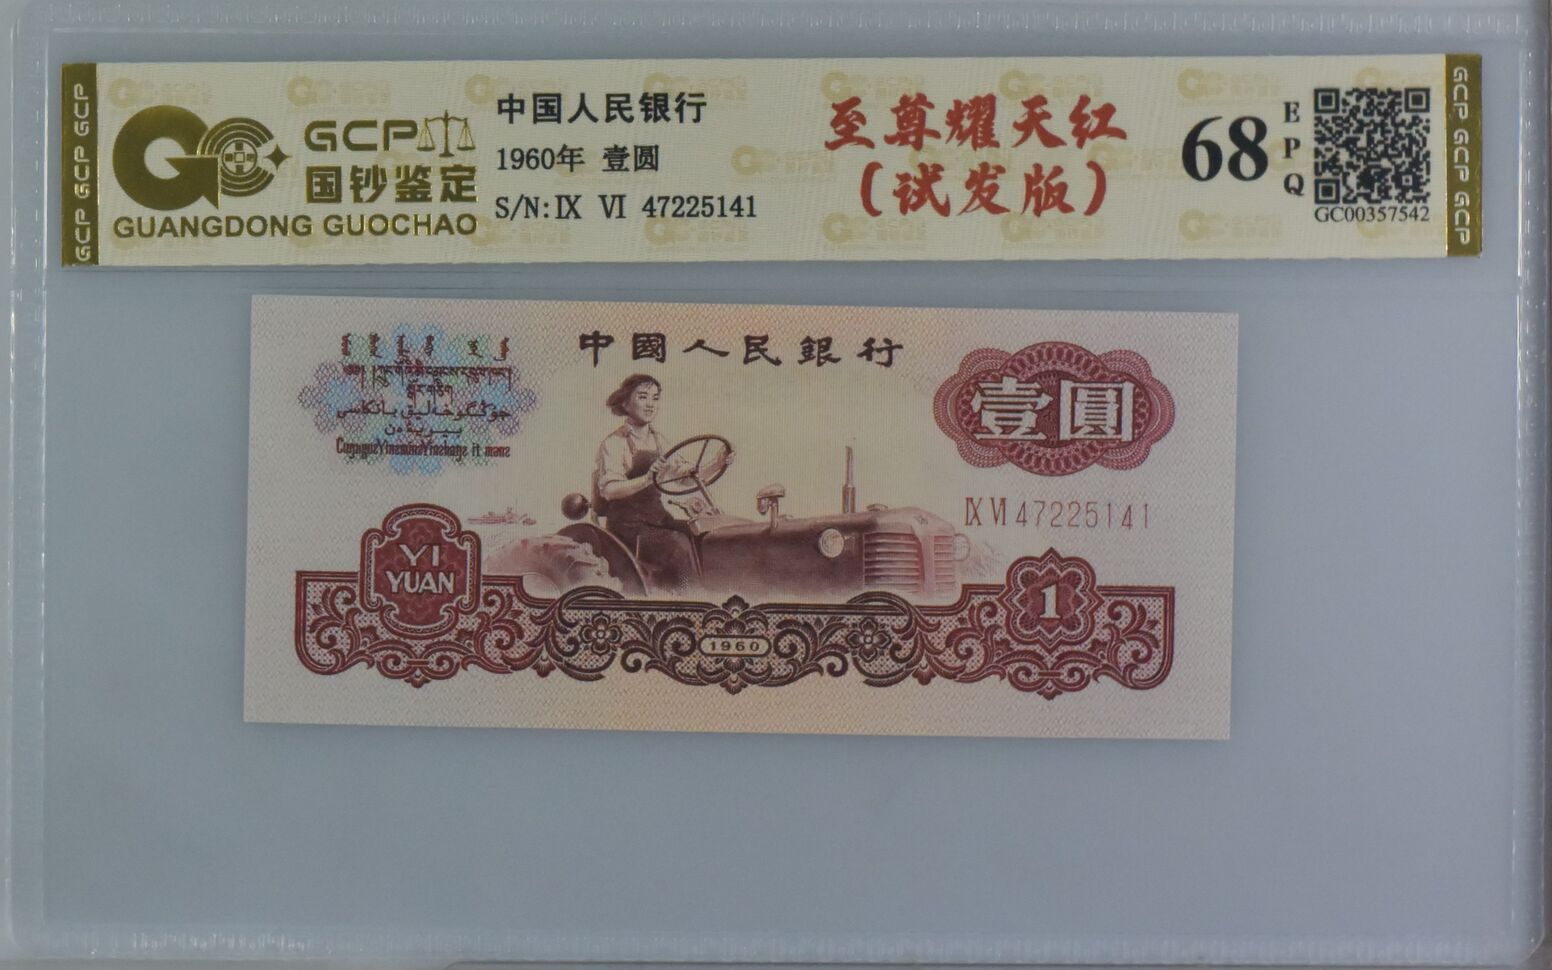 GCP GCP GCP
GCP
国钞鉴定
GUANGDONG GUOCHAO
中国人民银行
1960年 壹圆
S/N: IX VI 47225141
至尊耀天红
(试发版)
68
EPQ
GC00357542
GCP GCP GCP
中國人民銀行
壹圓
IX VI 47225141
YI
YUAN
1960
1